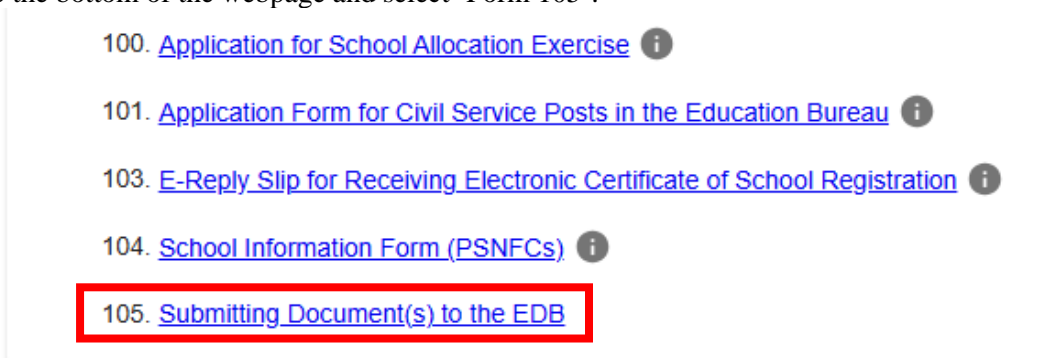 the bottom of the webpage and select "Form 105".
100. Application for School Allocation Exercise
101. Application Form for Civil Service Posts in the Education Bureau
103. E-Reply Slip for Receiving Electronic Certificate of School Registration
104. School Information Form (PSNFCs)
105. Submitting Document(s) to the EDB